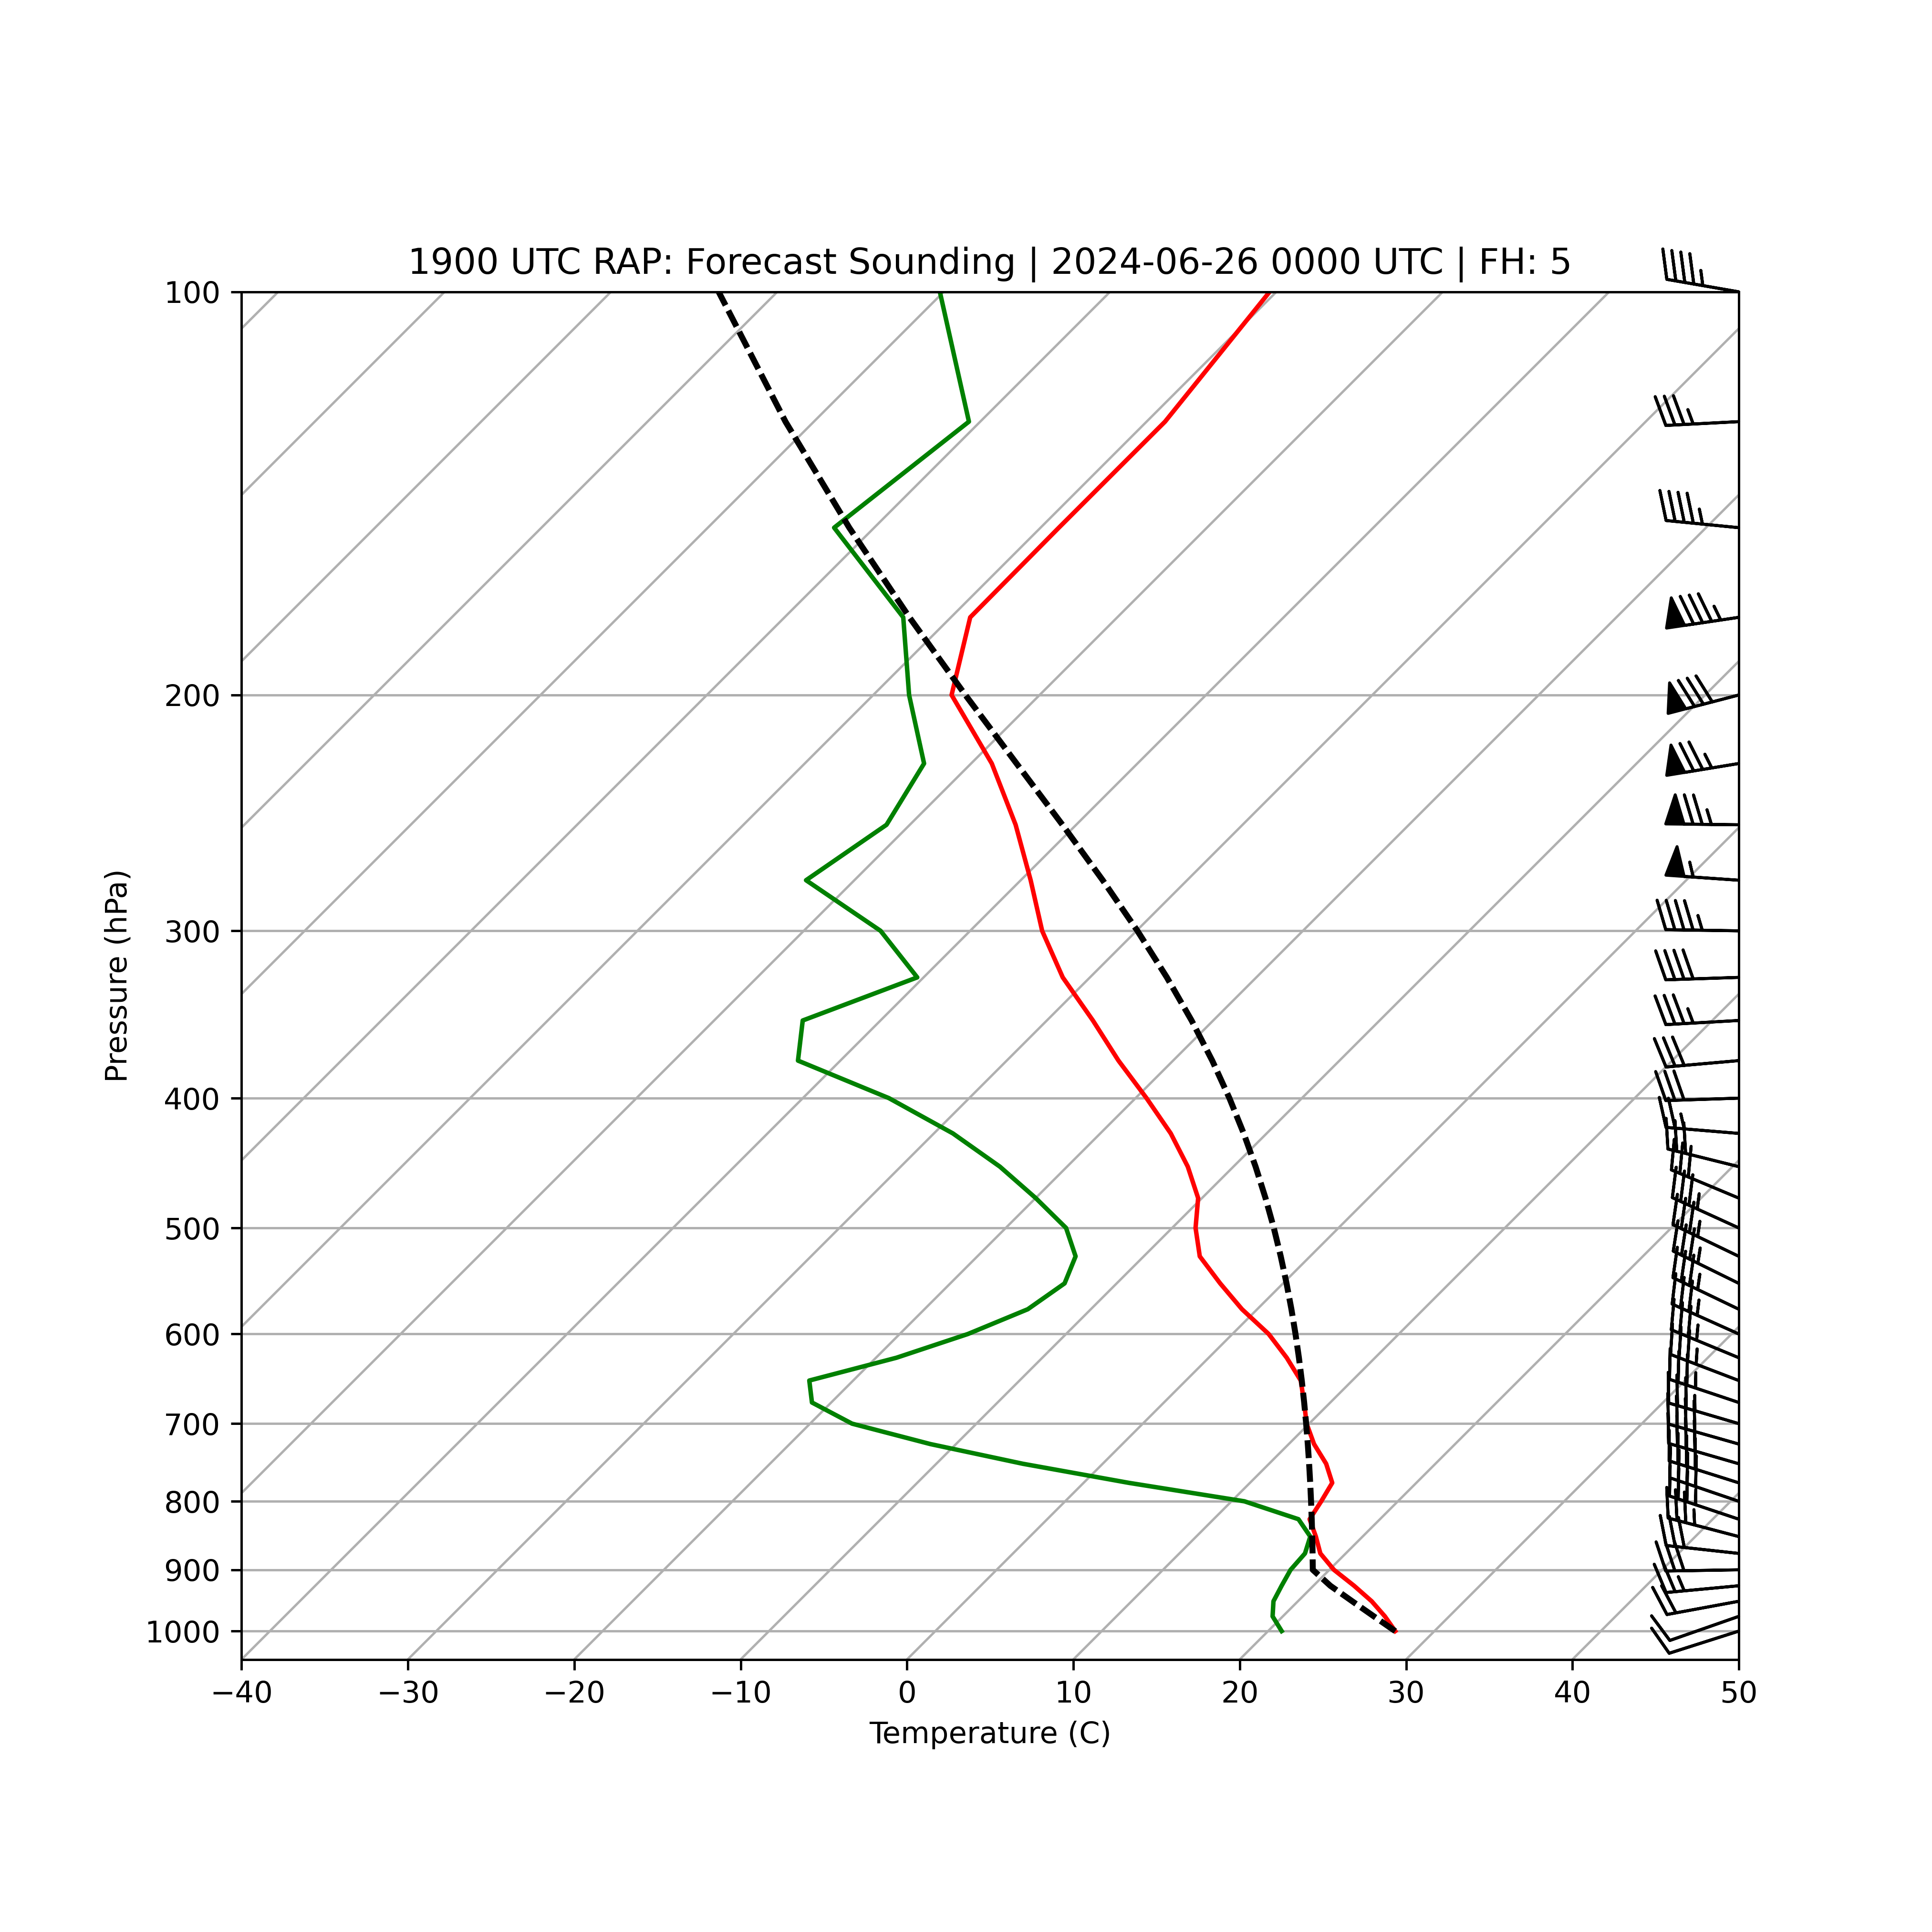 1900 UTC RAP: Forecast Sounding | 2024-06-26 0000 UTC | FH: 5
100
200
300
400
500
600
700
800
900
1000
Pressure (hPa)
−40 −30 −20 −10 0 10 20 30 40 50
Temperature (C)